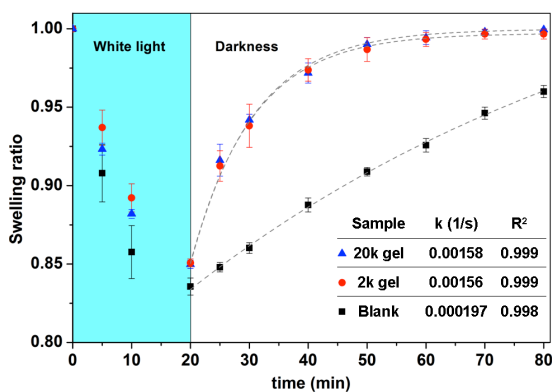 White light
Darkness
Swelling ratio
1.00
0.95
0.90
0.85
0.80
Sample k (1/s) R²
20k gel 0.00158 0.999
2k gel 0.00156 0.999
Blank 0.000197 0.998
0 10 20 30 40 50 60 70 80
time (min)